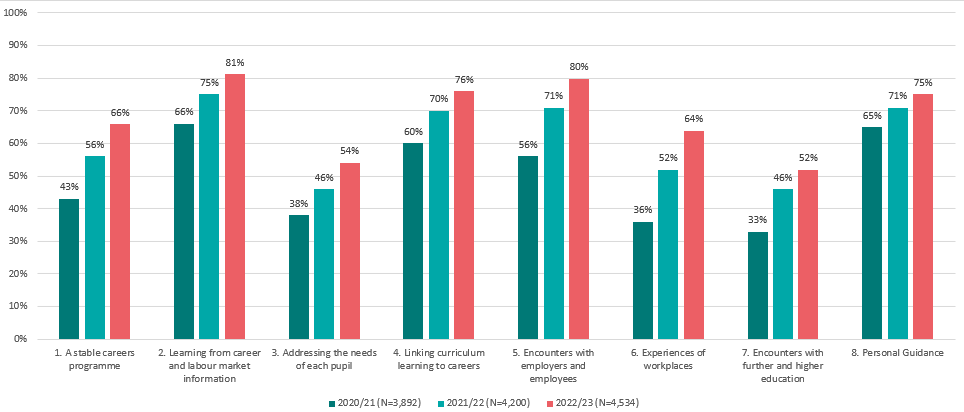 100%
90%
80%
70%
60%
50%
40%
30%
20%
10%
0%
43%
56%
66%
66%
75%
81%
38%
46%
54%
60%
70%
76%
56%
71%
80%
36%
52%
64%
33%
46%
52%
65%
71%
75%
1. A stable careers
programme
2. Learning from career
and labour market
information
3. Addressing the needs
of each pupil
4. Linking curriculum
learning to careers
5. Encounters with
employers and
employees
6. Experiences of
workplaces
7. Encounters with
further and higher
education
8. Personal Guidance
2020/21 (N=3,892) 2021/22 (N=4,200) 2022/23 (N=4,534)